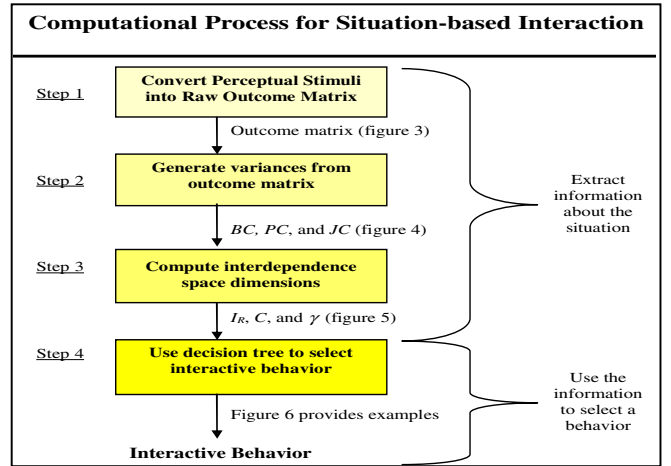 Computational Process for Situation-based Interaction
Step 1
Convert Perceptual Stimuli
into Raw Outcome Matrix
Outcome matrix (figure 3)
Step 2
Generate variances from
outcome matrix
BC, PC, and JC (figure 4)
Step 3
Compute interdependence
space dimensions
IR, C, and γ (figure 5)
Step 4
Use decision tree to select
interactive behavior
Figure 6 provides examples
Interactive Behavior
Extract
information
about the
situation
Use the
information
to select a
behavior